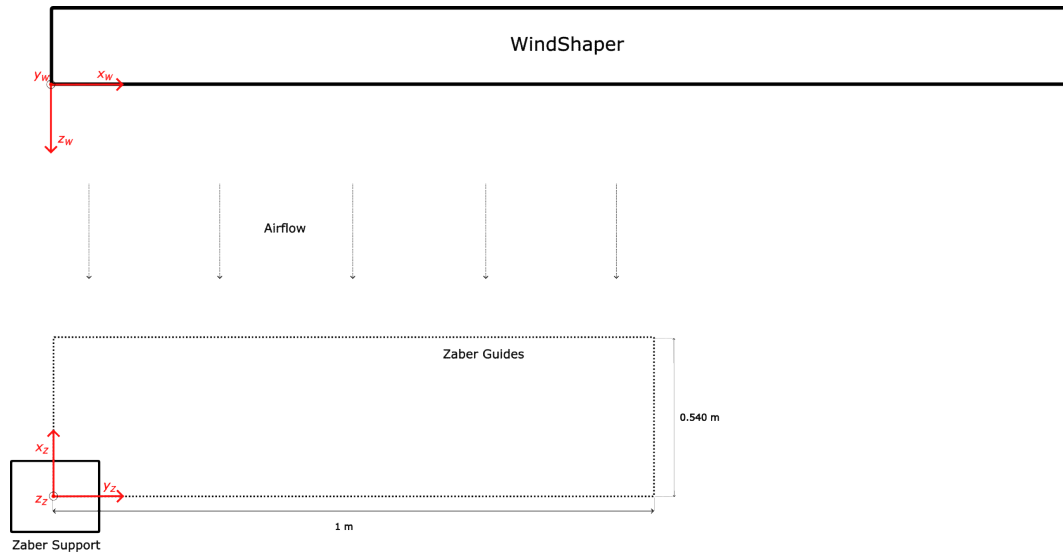 WindShaper
y_W
x_W
z_W
Airflow
Zaber Guides
0.540 m
x_Z
y_Z
z_Z
1 m
Zaber Support